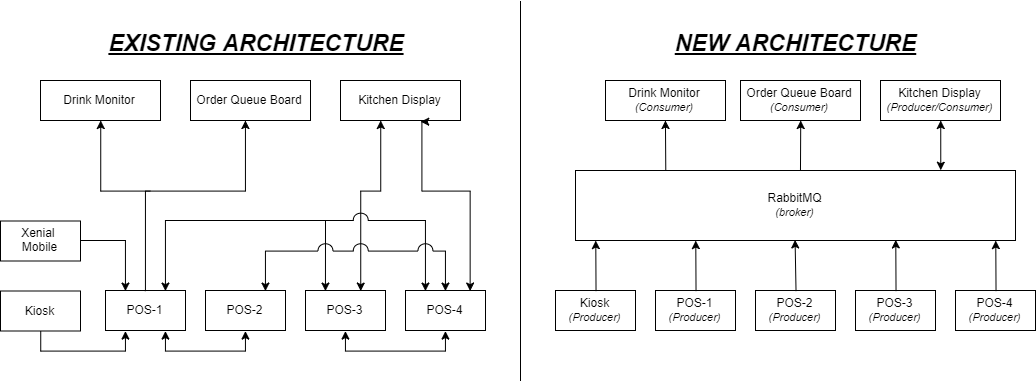 EXISTING ARCHITECTURE
Drink Monitor
Order Queue Board
Kitchen Display
Xenial
Mobile
Kiosk
POS-1
POS-2
POS-3
POS-4
NEW ARCHITECTURE
Drink Monitor
(Consumer)
Order Queue Board
(Consumer)
Kitchen Display
(Producer/Consumer)
RabbitMQ
(broker)
Kiosk
(Producer)
POS-1
(Producer)
POS-2
(Producer)
POS-3
(Producer)
POS-4
(Producer)